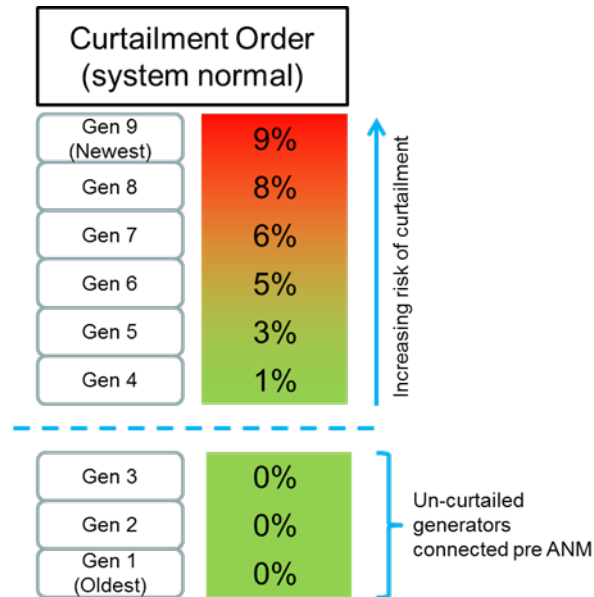 Curtailment Order
(system normal)
Gen 9
(Newest)
9%
Gen 8
8%
Gen 7
6%
Gen 6
5%
Gen 5
3%
Gen 4
1%
Increasing risk of curtailment
Gen 3
0%
Gen 2
0%
Gen 1
(Oldest)
0%
Un-curtailed
generators
connected pre ANM